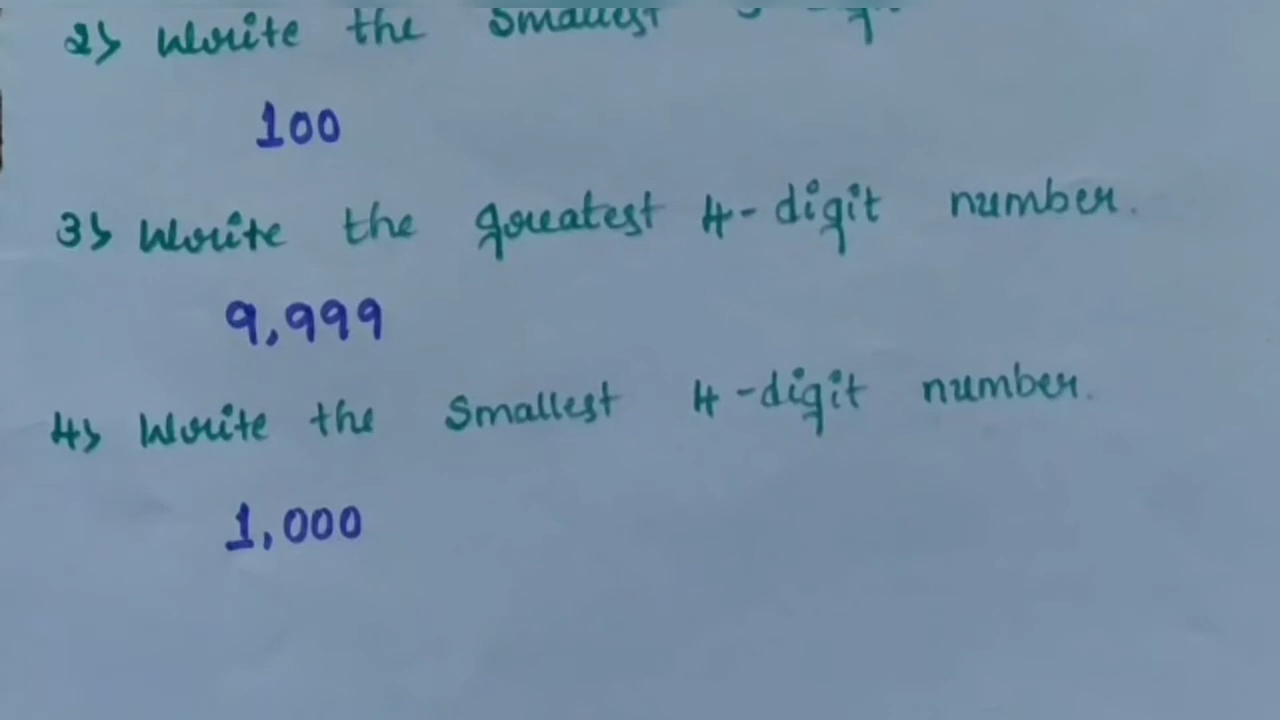 2) Write the smallest
100
3) Write the greatest 4-digit number.
9,999
4) Write the smallest 4-digit number.
1,000